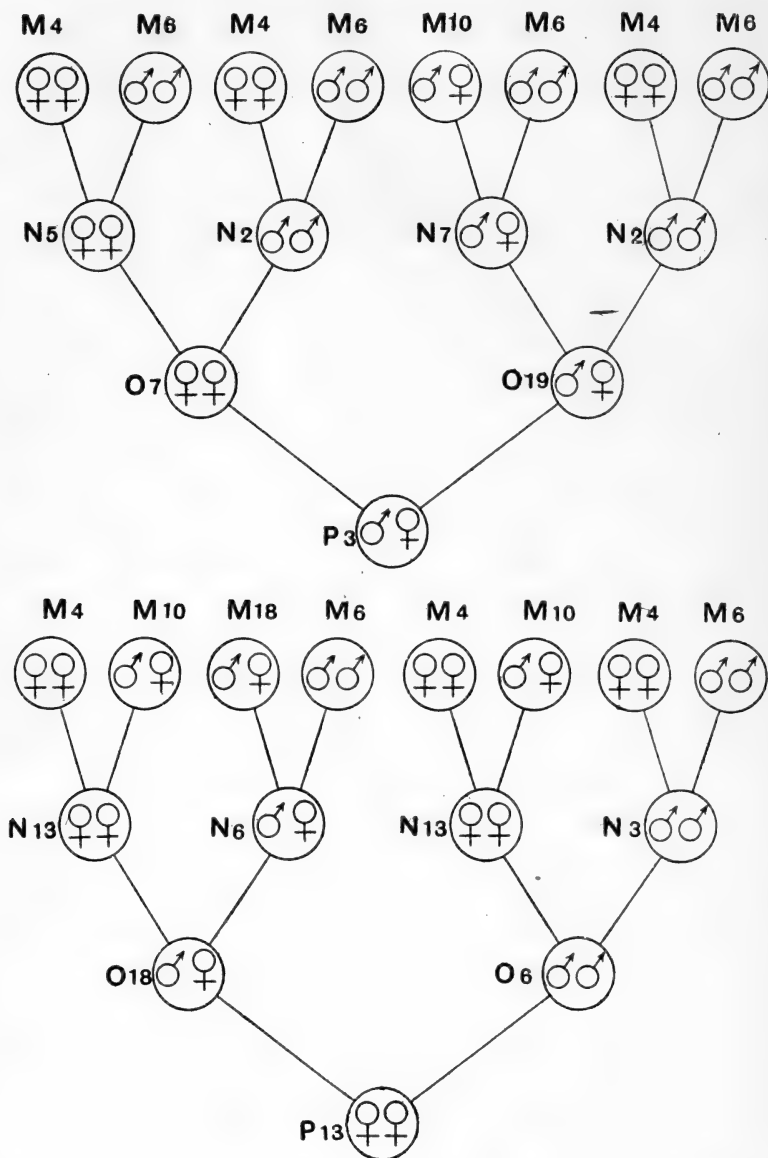 M4 M6 M4 M6 M10 M6 M4 M6
♀♀ ♂♂ ♀♀ ♂♂ ♂♀ ♂♂ ♀♀ ♂♂
N5 ♀♀ N2 ♂♂ N7 ♂♀ N2 ♂♂
O7 ♀♀ O19 ♂♀
P3 ♂♀
M4 M10 M18 M6 M4 M10 M4 M6
♀♀ ♂♀ ♂♀ ♂♂ ♀♀ ♂♀ ♀♀ ♂♂
N13 ♀♀ N6 ♂♀ N13 ♀♀ N3 ♂♂
O18 ♂♀ O6 ♂♂
P13 ♀♀